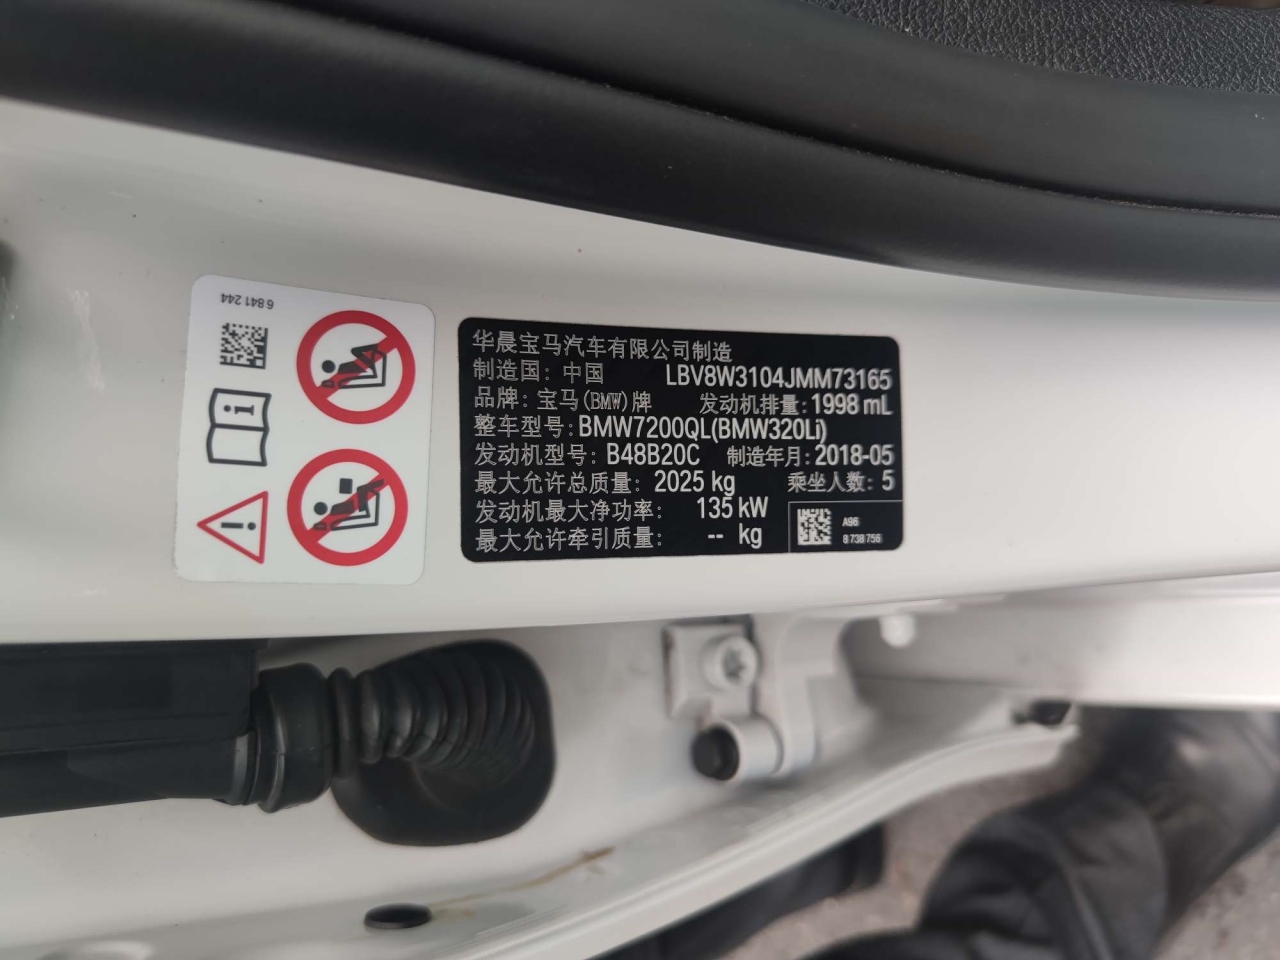 6 841 244
华晨宝马汽车有限公司制造
制造国: 中国 LBV8W3104JMM73165
品牌: 宝马(BMW)牌 发动机排量: 1998 mL
整车型号: BMW7200QL(BMW320Li)
发动机型号: B48B20C 制造年月: 2018-05
最大允许总质量: 2025 kg 乘坐人数: 5
发动机最大净功率: 135 kW
最大允许牵引质量: -- kg
A96
8 738 756